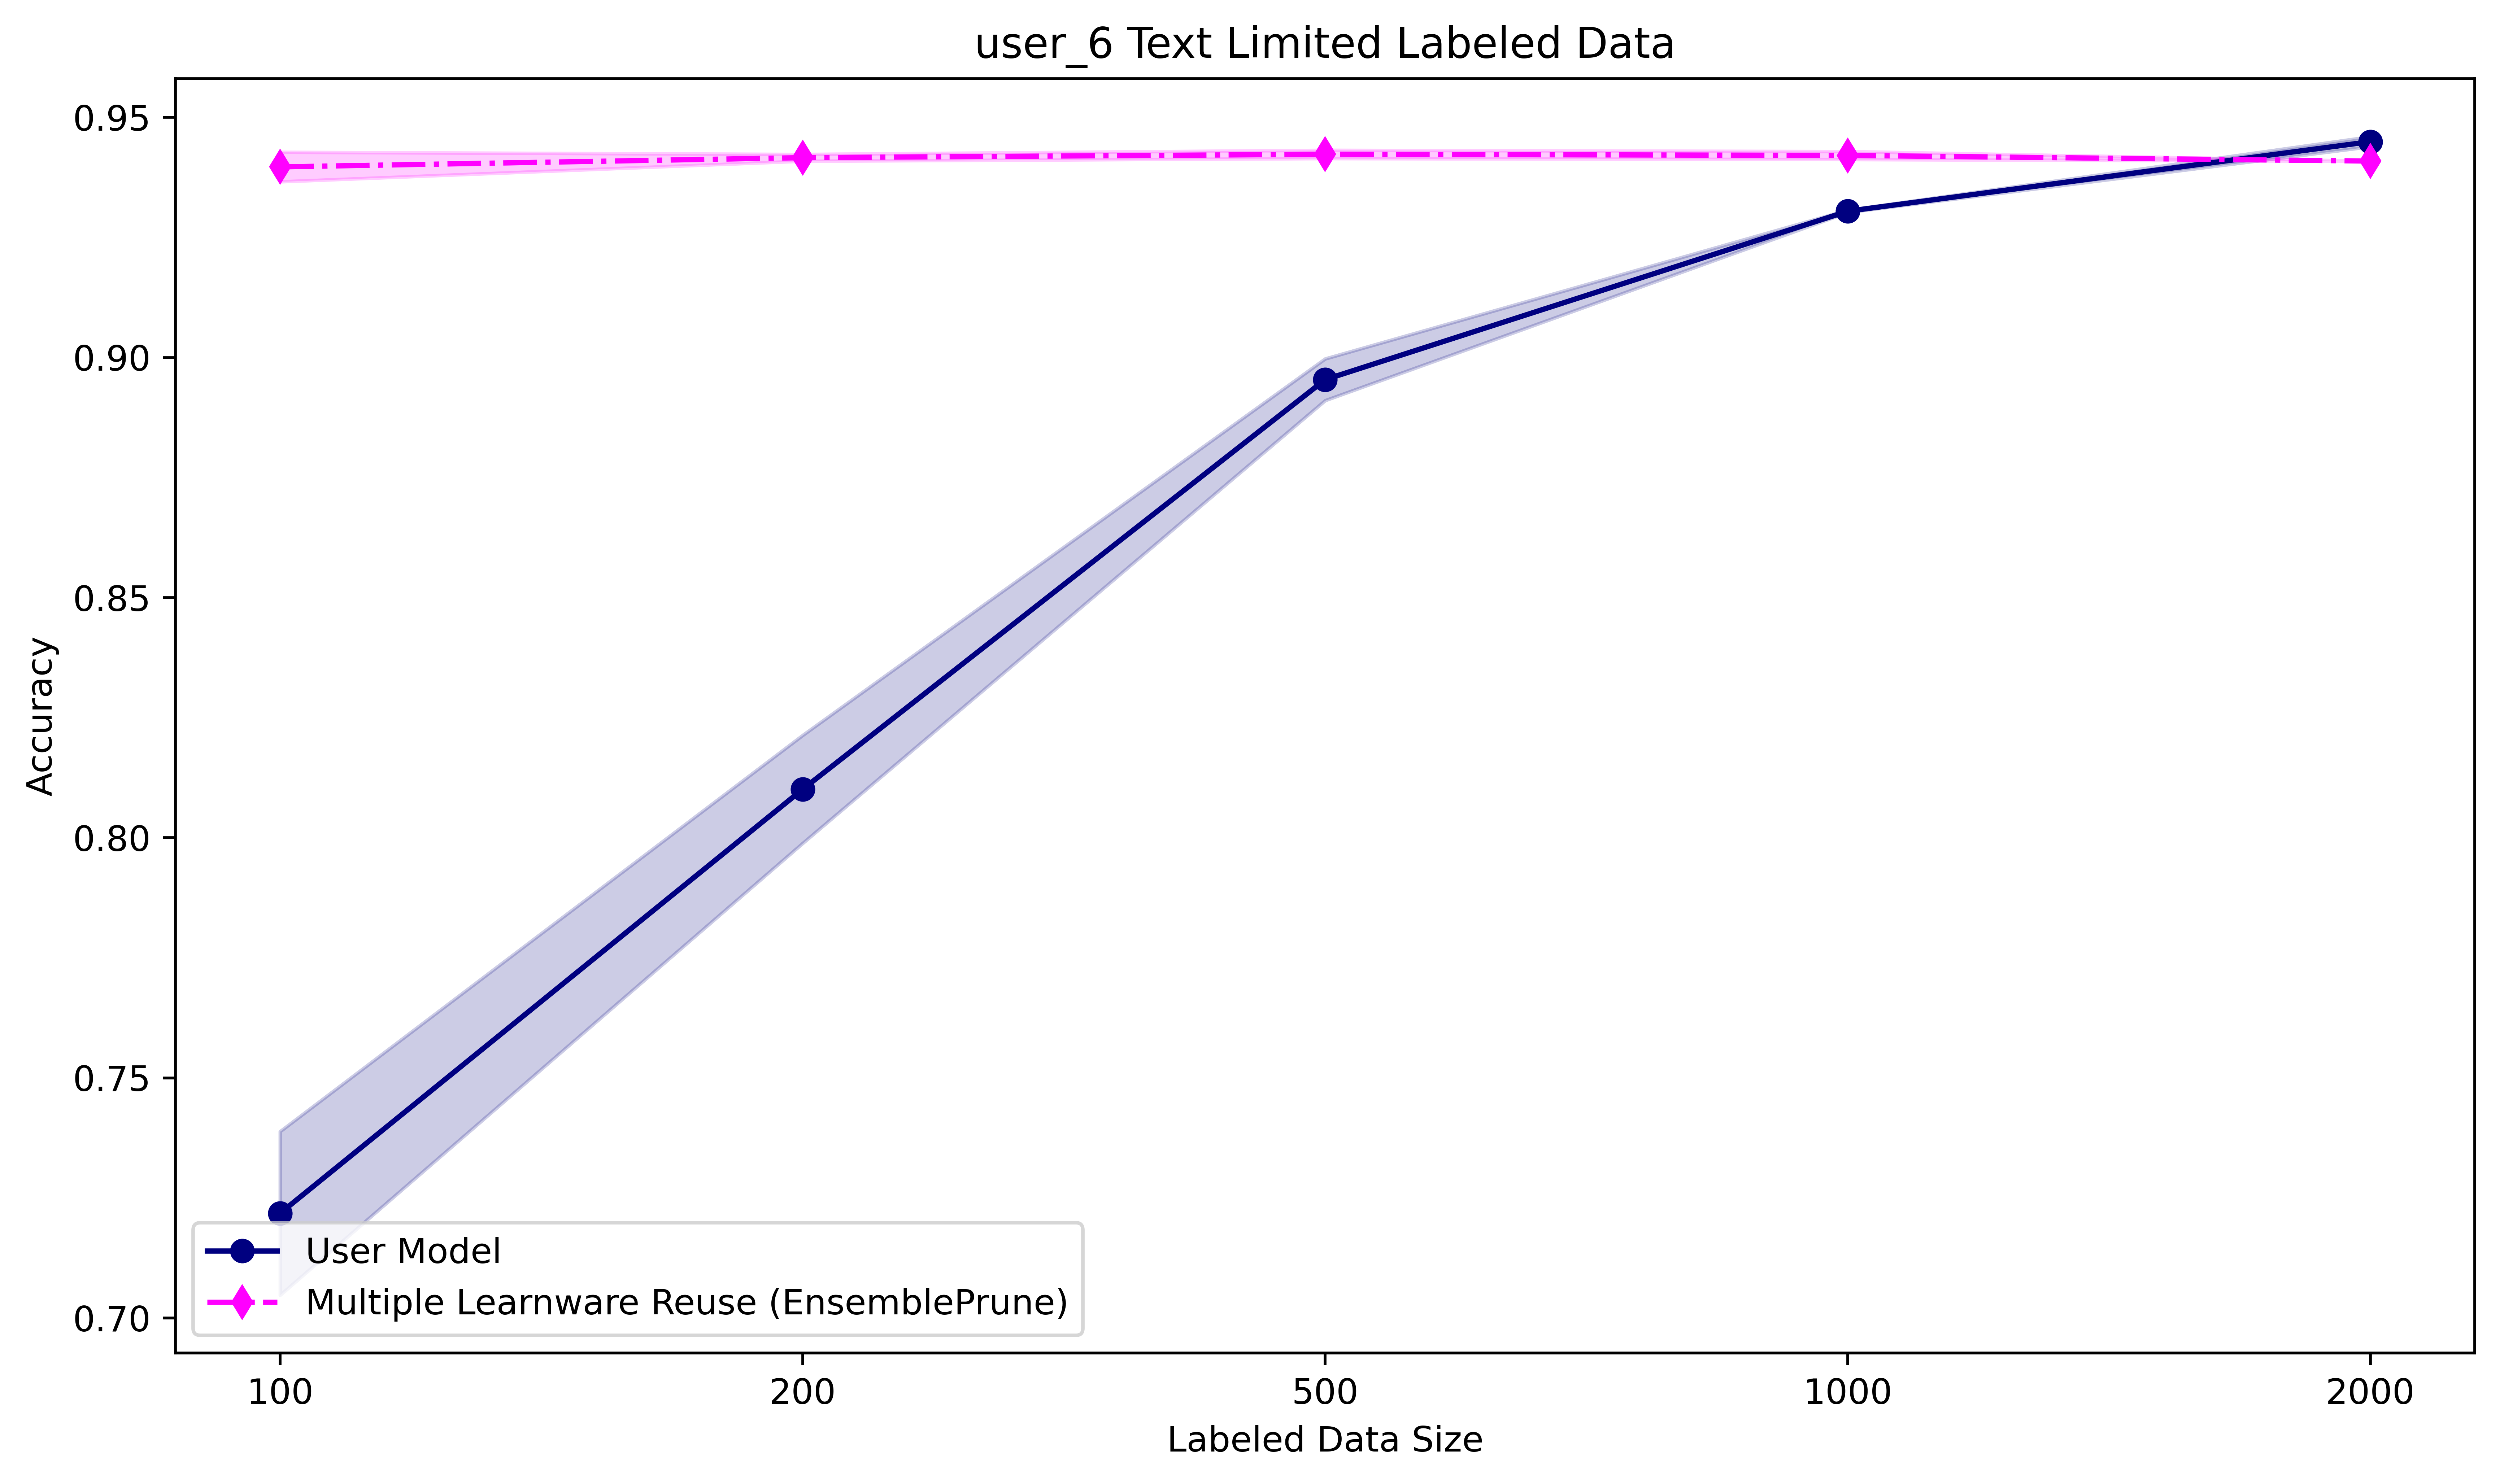 user_6 Text Limited Labeled Data
0.95
0.90
0.85
0.80
0.75
0.70
Accuracy
User Model
Multiple Learnware Reuse (EnsemblePrune)
100 200 500 1000 2000
Labeled Data Size